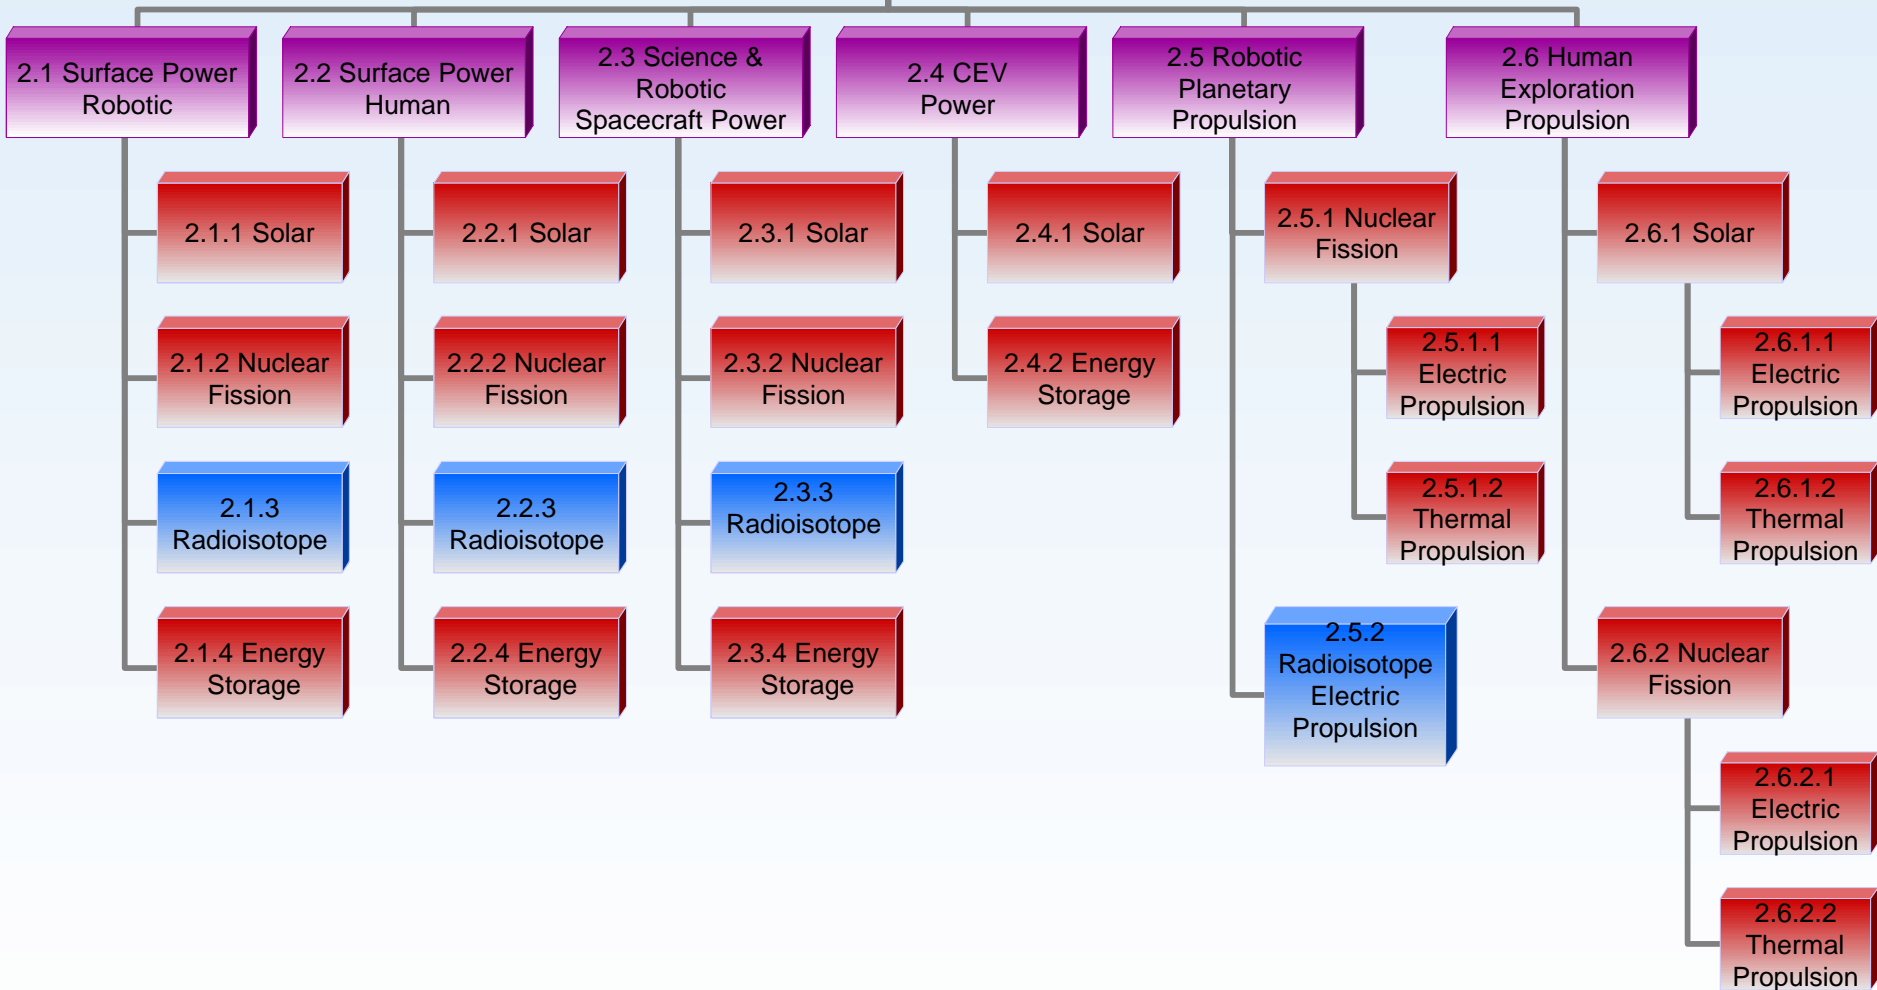 2.1 Surface Power
Robotic
2.2 Surface Power
Human
2.3 Science &
Robotic
Spacecraft Power
2.4 CEV
Power
2.5 Robotic
Planetary
Propulsion
2.6 Human
Exploration
Propulsion
2.1.1 Solar
2.1.2 Nuclear
Fission
2.1.3
Radioisotope
2.1.4 Energy
Storage
2.2.1 Solar
2.2.2 Nuclear
Fission
2.2.3
Radioisotope
2.2.4 Energy
Storage
2.3.1 Solar
2.3.2 Nuclear
Fission
2.3.3
Radioisotope
2.3.4 Energy
Storage
2.4.1 Solar
2.4.2 Energy
Storage
2.5.1 Nuclear
Fission
2.5.1.1
Electric
Propulsion
2.5.1.2
Thermal
Propulsion
2.5.2
Radioisotope
Electric
Propulsion
2.6.1 Solar
2.6.1.1
Electric
Propulsion
2.6.1.2
Thermal
Propulsion
2.6.2 Nuclear
Fission
2.6.2.1
Electric
Propulsion
2.6.2.2
Thermal
Propulsion